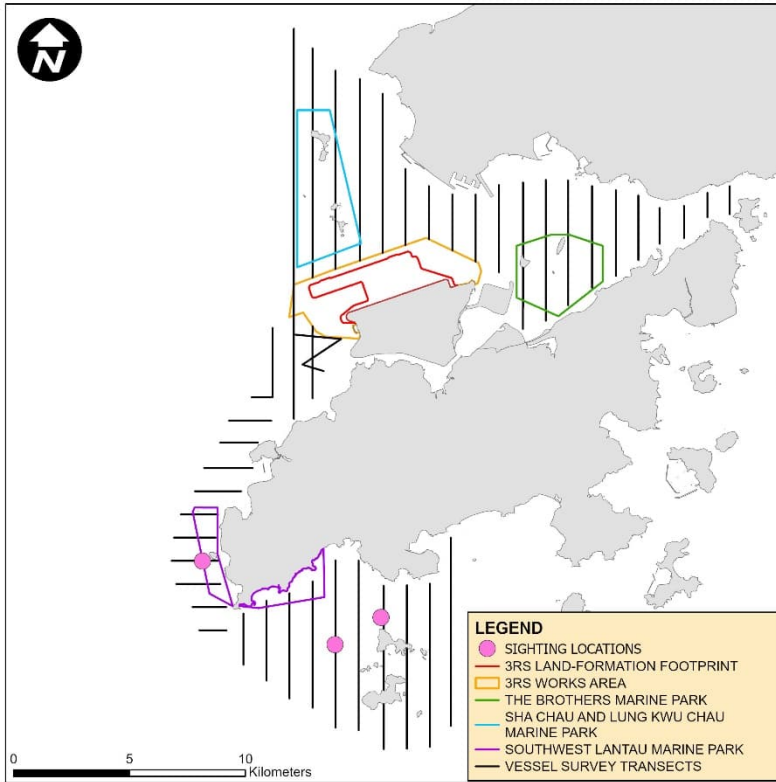 N
LEGEND
SIGHTING LOCATIONS
3RS LAND-FORMATION FOOTPRINT
3RS WORKS AREA
THE BROTHERS MARINE PARK
SHA CHAU AND LUNG KWU CHAU
MARINE PARK
SOUTHWEST LANTAU MARINE PARK
VESSEL SURVEY TRANSECTS
0 5 10
Kilometers